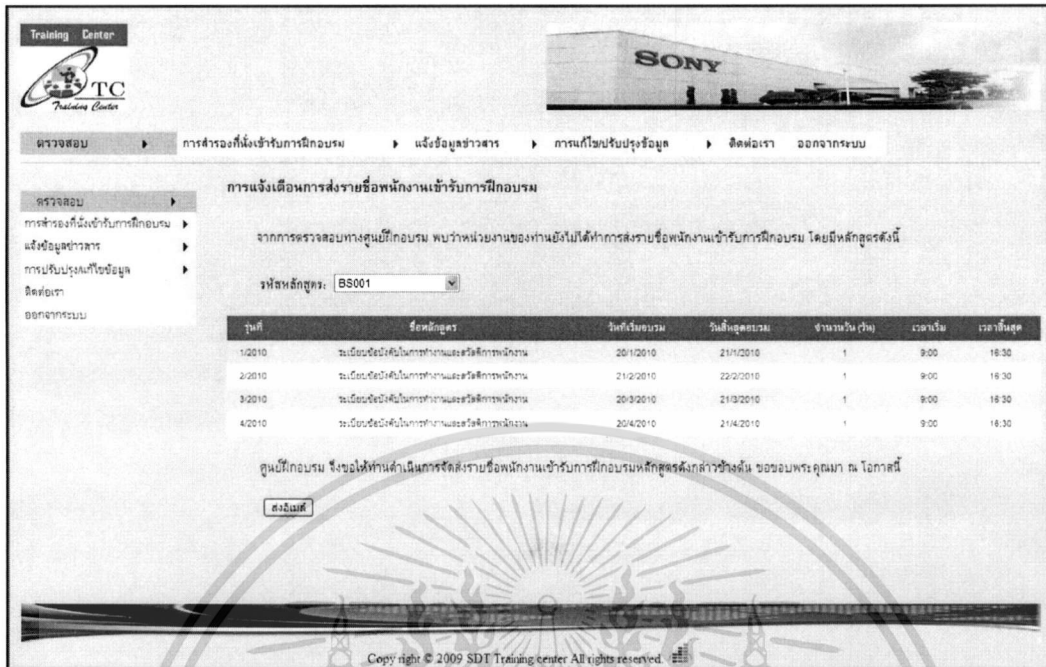 Training Center
TC
Training Center
SONY
ตรวจสอบ การสำรองที่นั่งเข้ารับการฝึกอบรม แจ้งข้อมูลข่าวสาร การแก้ไข/ปรับปรุงข้อมูล ติดต่อเรา ออกจากระบบ
ตรวจสอบ
การสำรองที่นั่งเข้ารับการฝึกอบรม
แจ้งข้อมูลข่าวสาร
การปรับปรุง/แก้ไขข้อมูล
ติดต่อเรา
ออกจากระบบ
การแจ้งเตือนการส่งรายชื่อพนักงานเข้ารับการฝึกอบรม
จากการตรวจสอบทางศูนย์ฝึกอบรม พบว่าหน่วยงานของท่านยังไม่ได้ทำการส่งรายชื่อพนักงานเข้ารับการฝึกอบรม โดยมีหลักสูตรดังนี้
รหัสหลักสูตร: BS001
รุ่นที่ ชื่อหลักสูตร วันที่เริ่มอบรม วันสิ้นสุดอบรม จำนวนวัน (วัน) เวลาเริ่ม เวลาสิ้นสุด
1/2010 ระเบียบข้อบังคับในการทำงานและสวัสดิการพนักงาน 20/1/2010 21/1/2010 1 9:00 16:30
2/2010 ระเบียบข้อบังคับในการทำงานและสวัสดิการพนักงาน 21/2/2010 22/2/2010 1 9:00 16:30
3/2010 ระเบียบข้อบังคับในการทำงานและสวัสดิการพนักงาน 20/3/2010 21/3/2010 1 9:00 16:30
4/2010 ระเบียบข้อบังคับในการทำงานและสวัสดิการพนักงาน 20/4/2010 21/4/2010 1 9:00 16:30
ศูนย์ฝึกอบรม จึงขอให้ท่านดำเนินการจัดส่งรายชื่อพนักงานเข้ารับการฝึกอบรมหลักสูตรดังกล่าวข้างต้น ขอขอบพระคุณมา ณ โอกาสนี้
ส่งอีเมล์
Copy right © 2009 SDT Training center All rights reserved.